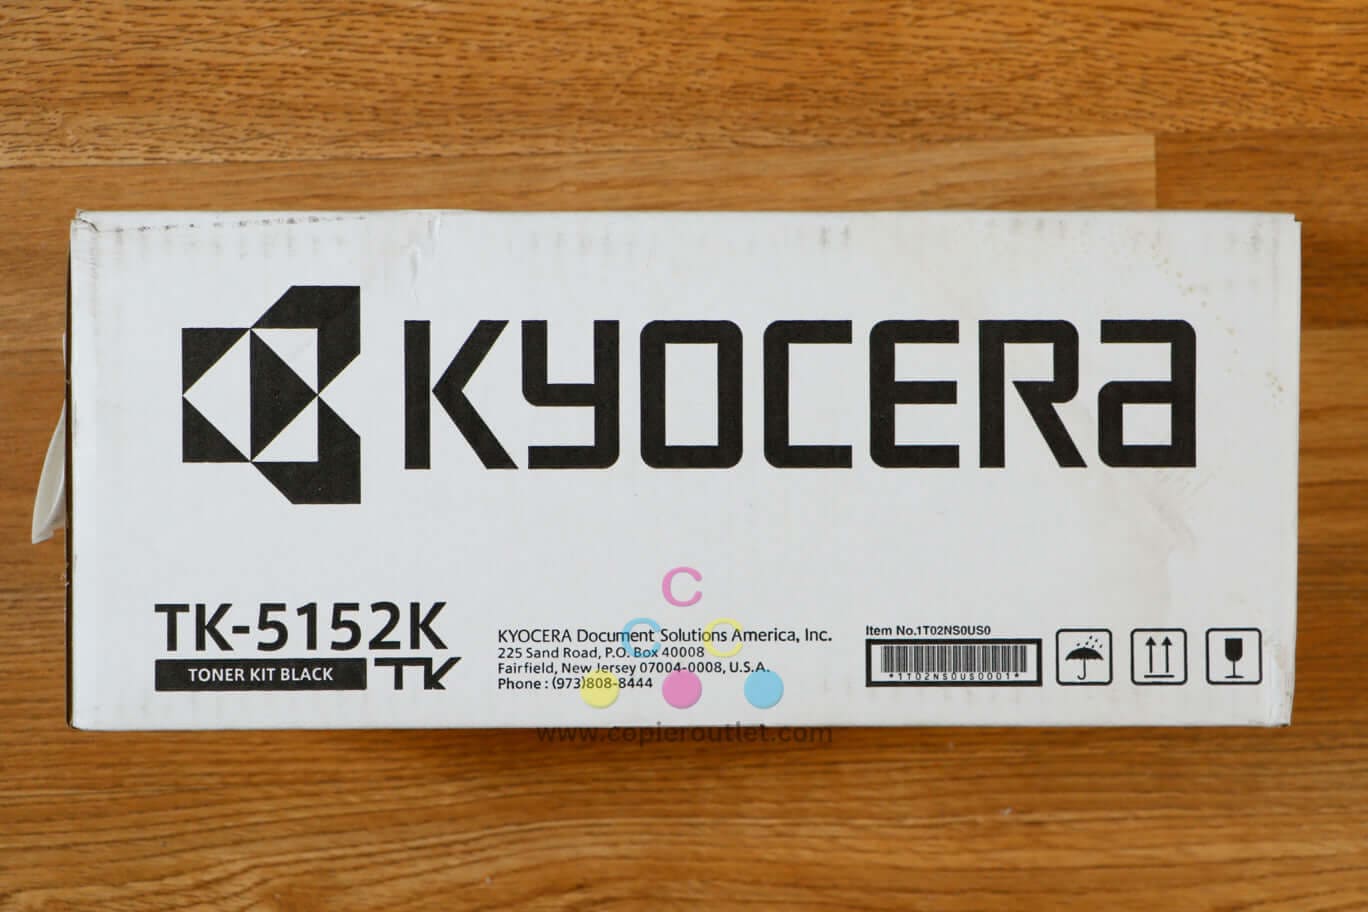 KYOCERA
TK-5152K
TONER KIT BLACK
TK
KYOCERA Document Solutions America, Inc.
225 Sand Road, P.O. Box 40008
Fairfield, New Jersey 07004-0008, U.S.A.
Phone : (973)808-8444
Item No.1T02NS0US0
*1T02NS0US0001*
C
C C
www.copieroutlet.com